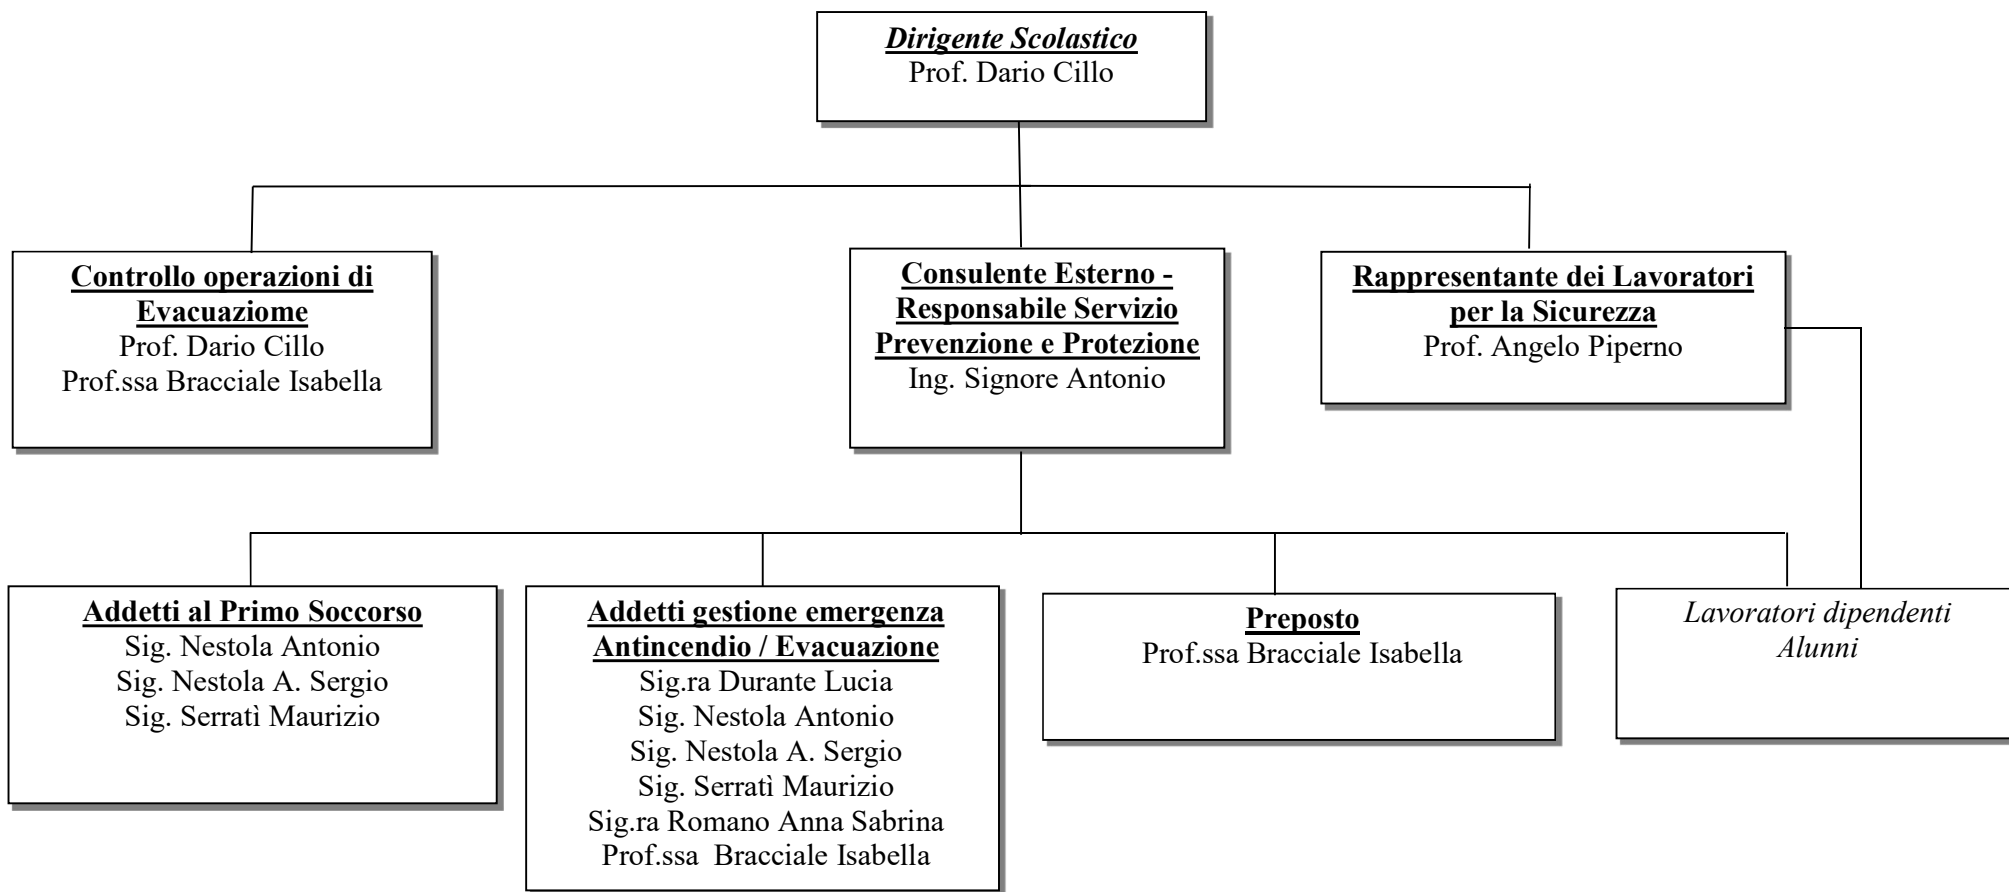 Dirigente Scolastico
Prof. Dario Cillo
Controllo operazioni di
Evacuaziome
Prof. Dario Cillo
Prof.ssa Bracciale Isabella
Consulente Esterno -
Responsabile Servizio
Prevenzione e Protezione
Ing. Signore Antonio
Rappresentante dei Lavoratori
per la Sicurezza
Prof. Angelo Piperno
Addetti al Primo Soccorso
Sig. Nestola Antonio
Sig. Nestola A. Sergio
Sig. Serratì Maurizio
Addetti gestione emergenza
Antincendio / Evacuazione
Sig.ra Durante Lucia
Sig. Nestola Antonio
Sig. Nestola A. Sergio
Sig. Serratì Maurizio
Sig.ra Romano Anna Sabrina
Prof.ssa  Bracciale Isabella
Preposto
Prof.ssa Bracciale Isabella
Lavoratori dipendenti
Alunni